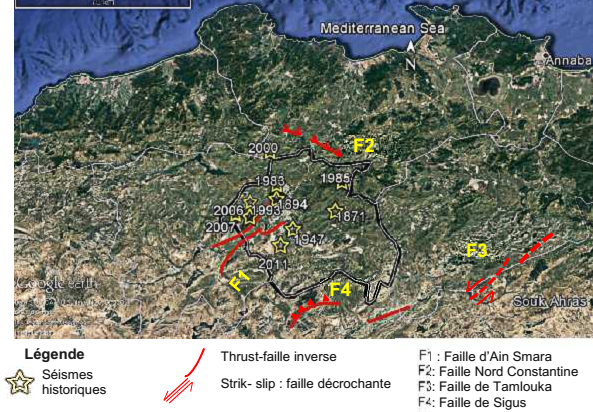 Mediterranean Sea
N
Annaba
F2
2000
1983
1985
1894
2006
1993
1871
2007
1947
2011
F3
F1
F4
Google earth
Souk Ahras
Légende
Séismes
historiques
Thrust-faille inverse
Strik- slip : faille décrochante
F1 : Faille d'Ain Smara
F2: Faille Nord Constantine
F3: Faille de Tamlouka
F4: Faille de Sigus